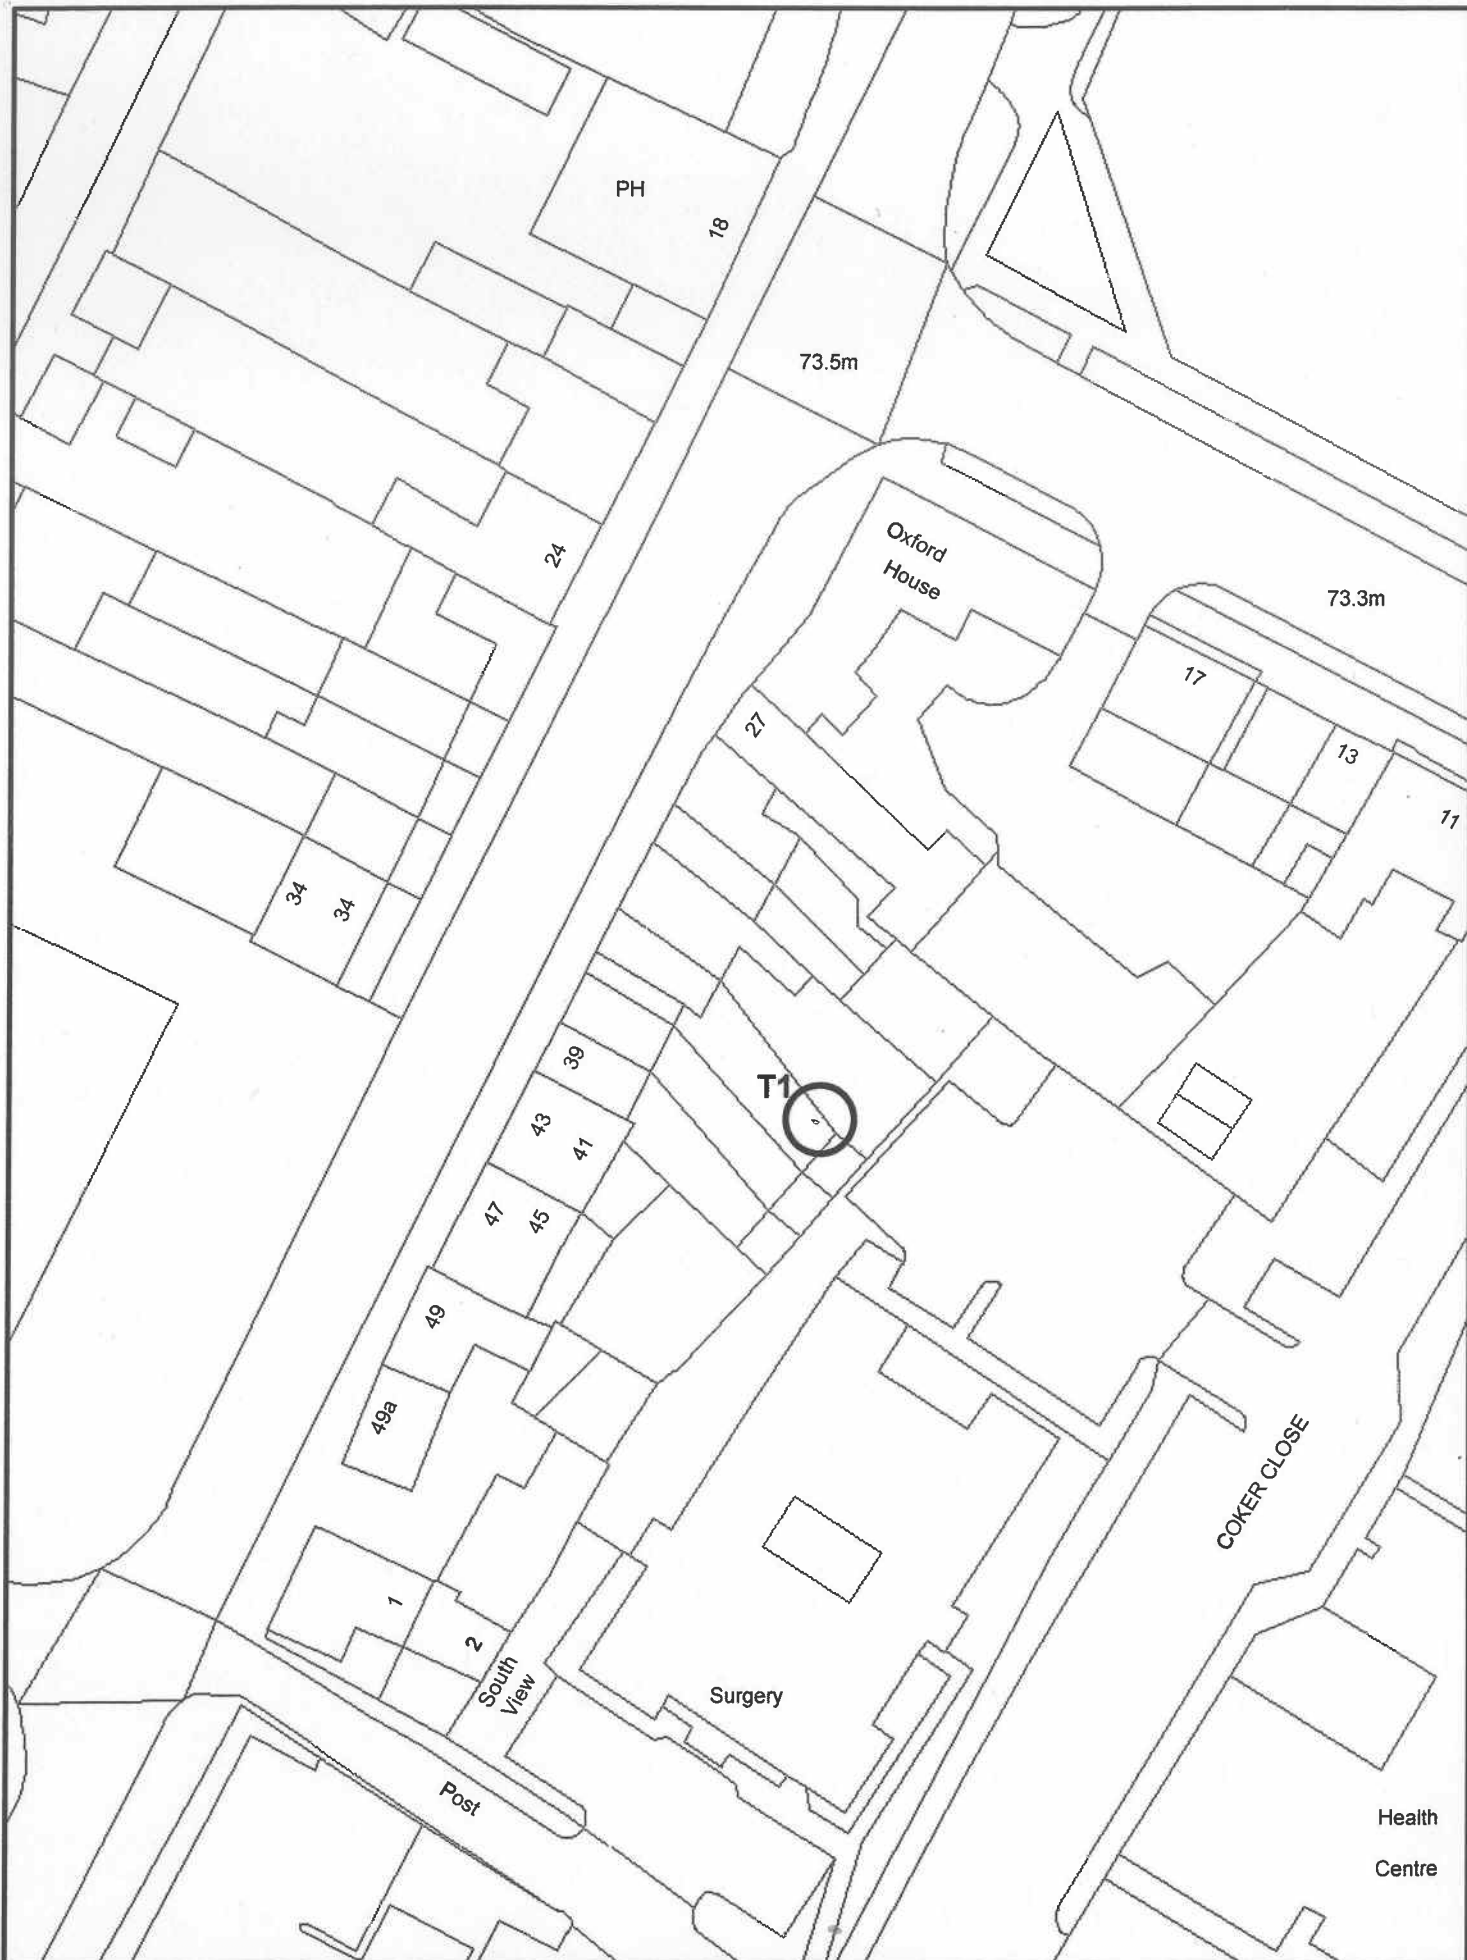 PH
18
73.5m
24
Oxford
House
73.3m
17
27
13
11
34
34
39
T1
43
41
47
45
49
49a
COKER CLOSE
1
2
South
View
Surgery
Post
Health
Centre